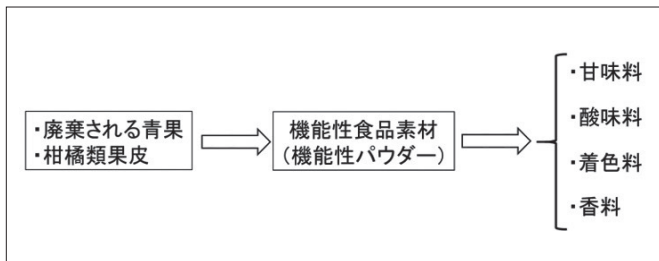 ・廃棄される青果
・柑橘類果皮
機能性食品素材
(機能性パウダー)
・甘味料
・酸味料
・着色料
・香料